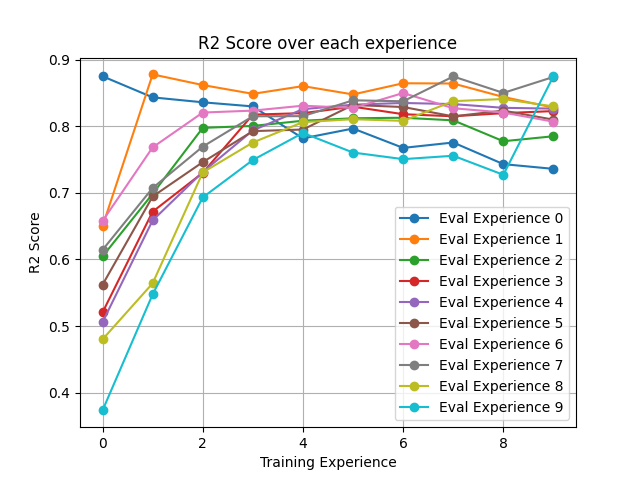 R2 Score over each experience
R2 Score
0.9
0.8
0.7
0.6
0.5
0.4
Eval Experience 0
Eval Experience 1
Eval Experience 2
Eval Experience 3
Eval Experience 4
Eval Experience 5
Eval Experience 6
Eval Experience 7
Eval Experience 8
Eval Experience 9
0 2 4 6 8
Training Experience